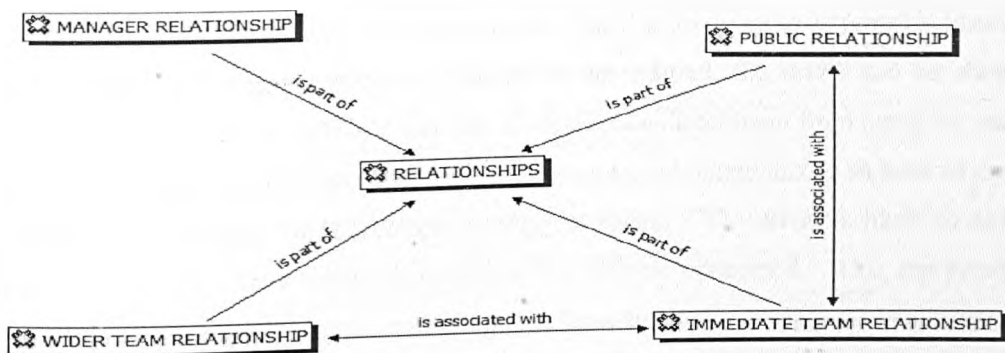 MANAGER RELATIONSHIP
PUBLIC RELATIONSHIP
is part of
is part of
RELATIONSHIPS
is associated with
is part of
is part of
is associated with
WIDER TEAM RELATIONSHIP
IMMEDIATE TEAM RELATIONSHIP